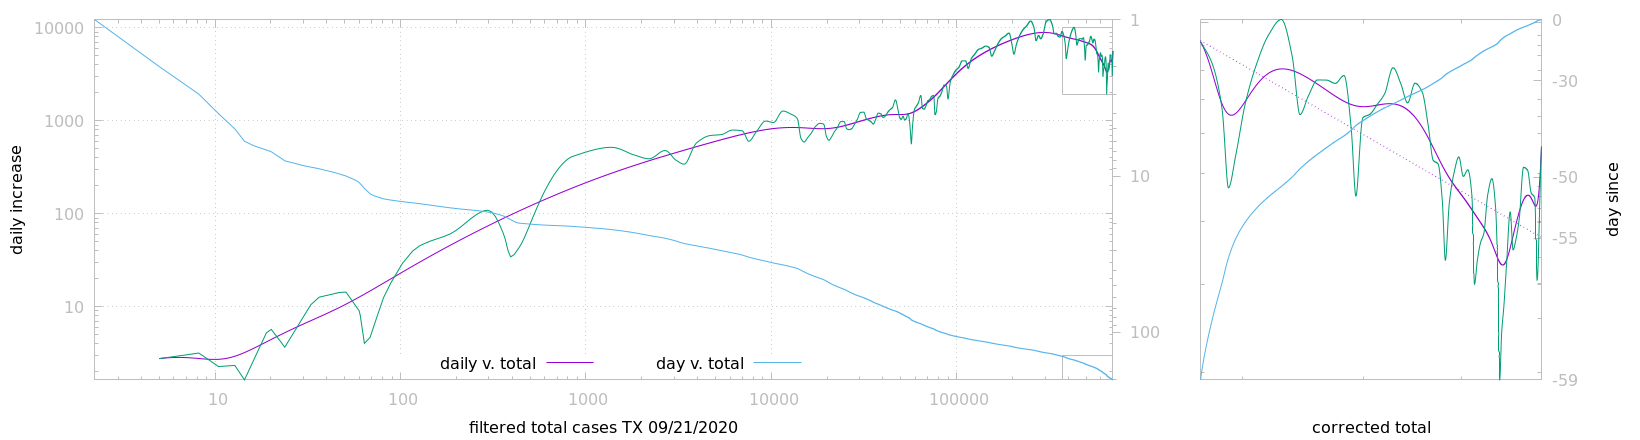 10000
1000
100
10
daily increase
10
100
1000
10000
100000
filtered total cases TX 09/21/2020
daily v. total
day v. total
1
10
100
0
-30
-50
-55
-59
day since
corrected total